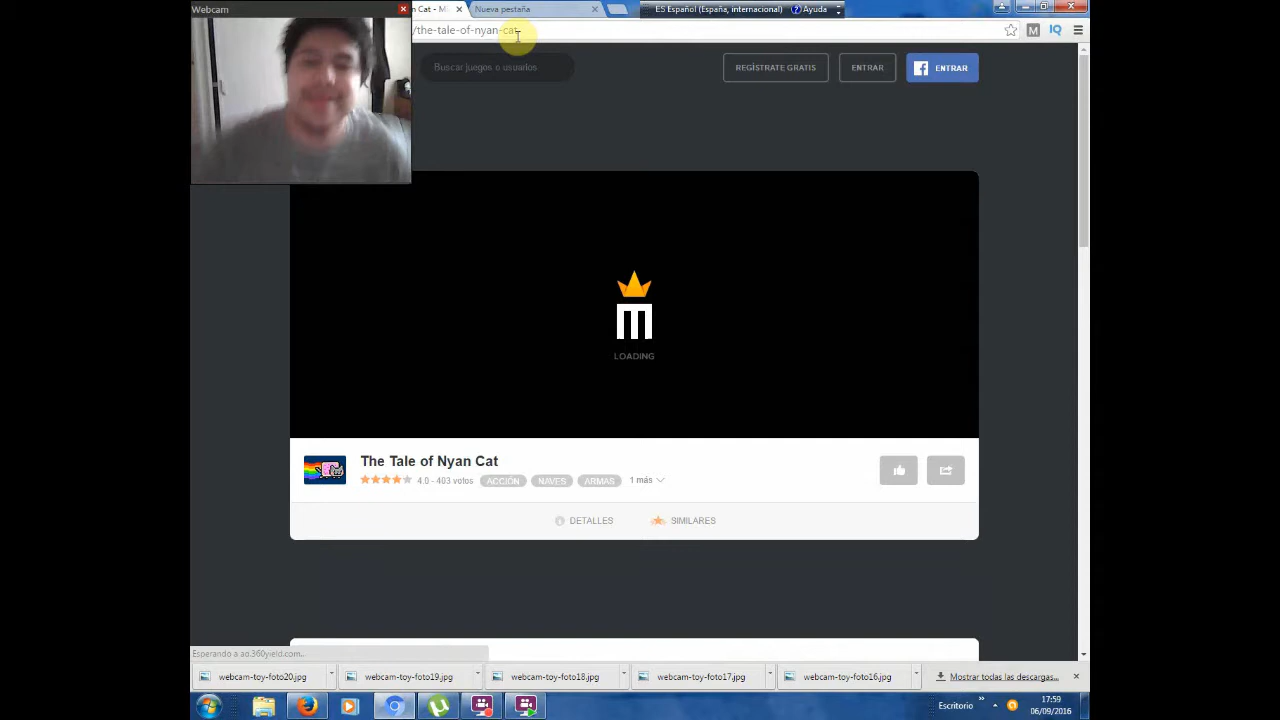 Webcam
n Cat - M
Nueva pestaña
ES Español (España, internacional)
Ayuda
/the-tale-of-nyan-cat
M
IQ
Buscar juegos o usuarios
REGÍSTRATE GRATIS
ENTRAR
ENTRAR
m
LOADING
The Tale of Nyan Cat
4.0 - 403 votos
ACCIÓN
NAVES
ARMAS
1 más
DETALLES
SIMILARES
Esperando a ad.360yield.com...
webcam-toy-foto20.jpg
webcam-toy-foto19.jpg
webcam-toy-foto18.jpg
webcam-toy-foto17.jpg
webcam-toy-foto16.jpg
Mostrar todas las descargas...
Escritorio
17:59
06/09/2016